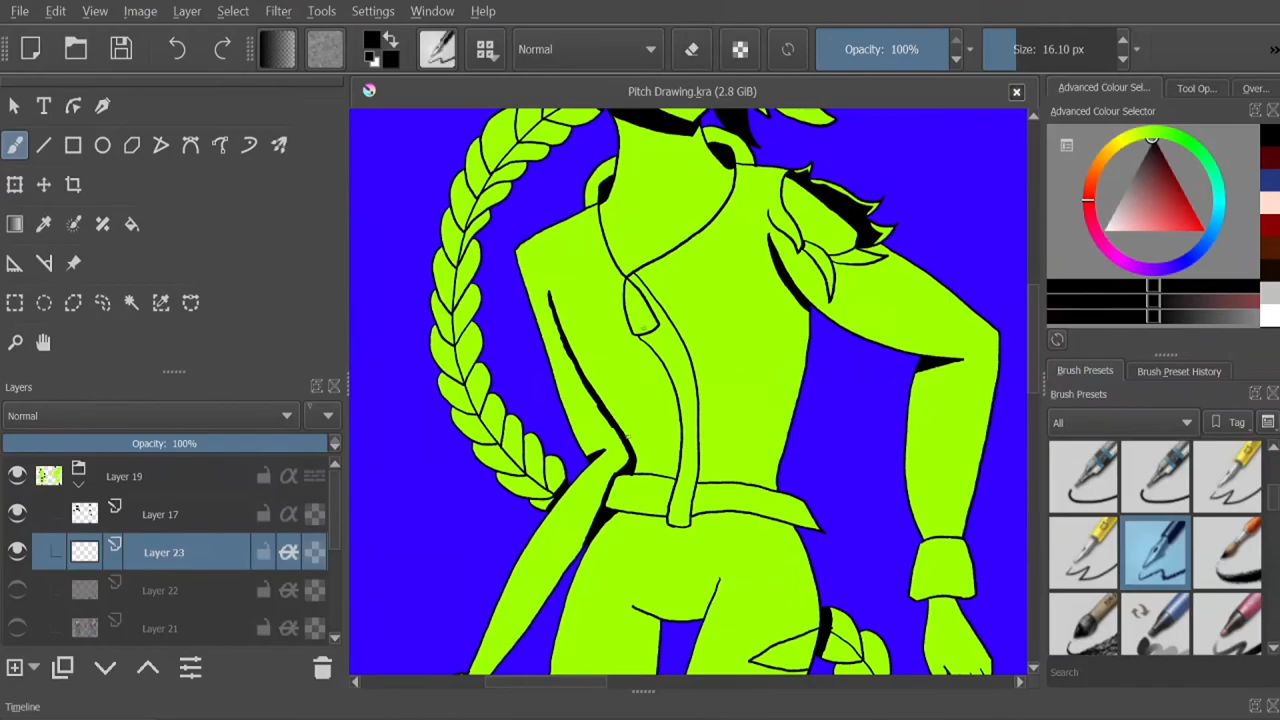 File Edit View Image Layer Select Filter Tools Settings Window Help
Normal
Opacity: 100%
Size: 16.10 px
Pitch Drawing.kra (2.8 GiB)
Advanced Colour Sel... Tool Op... Over...
Advanced Colour Selector
Layers
Normal
Opacity: 100%
Layer 19
Layer 17
Layer 23
Layer 22
Layer 21
Brush Presets Brush Preset History
Brush Presets
All
Tag
Search
Timeline